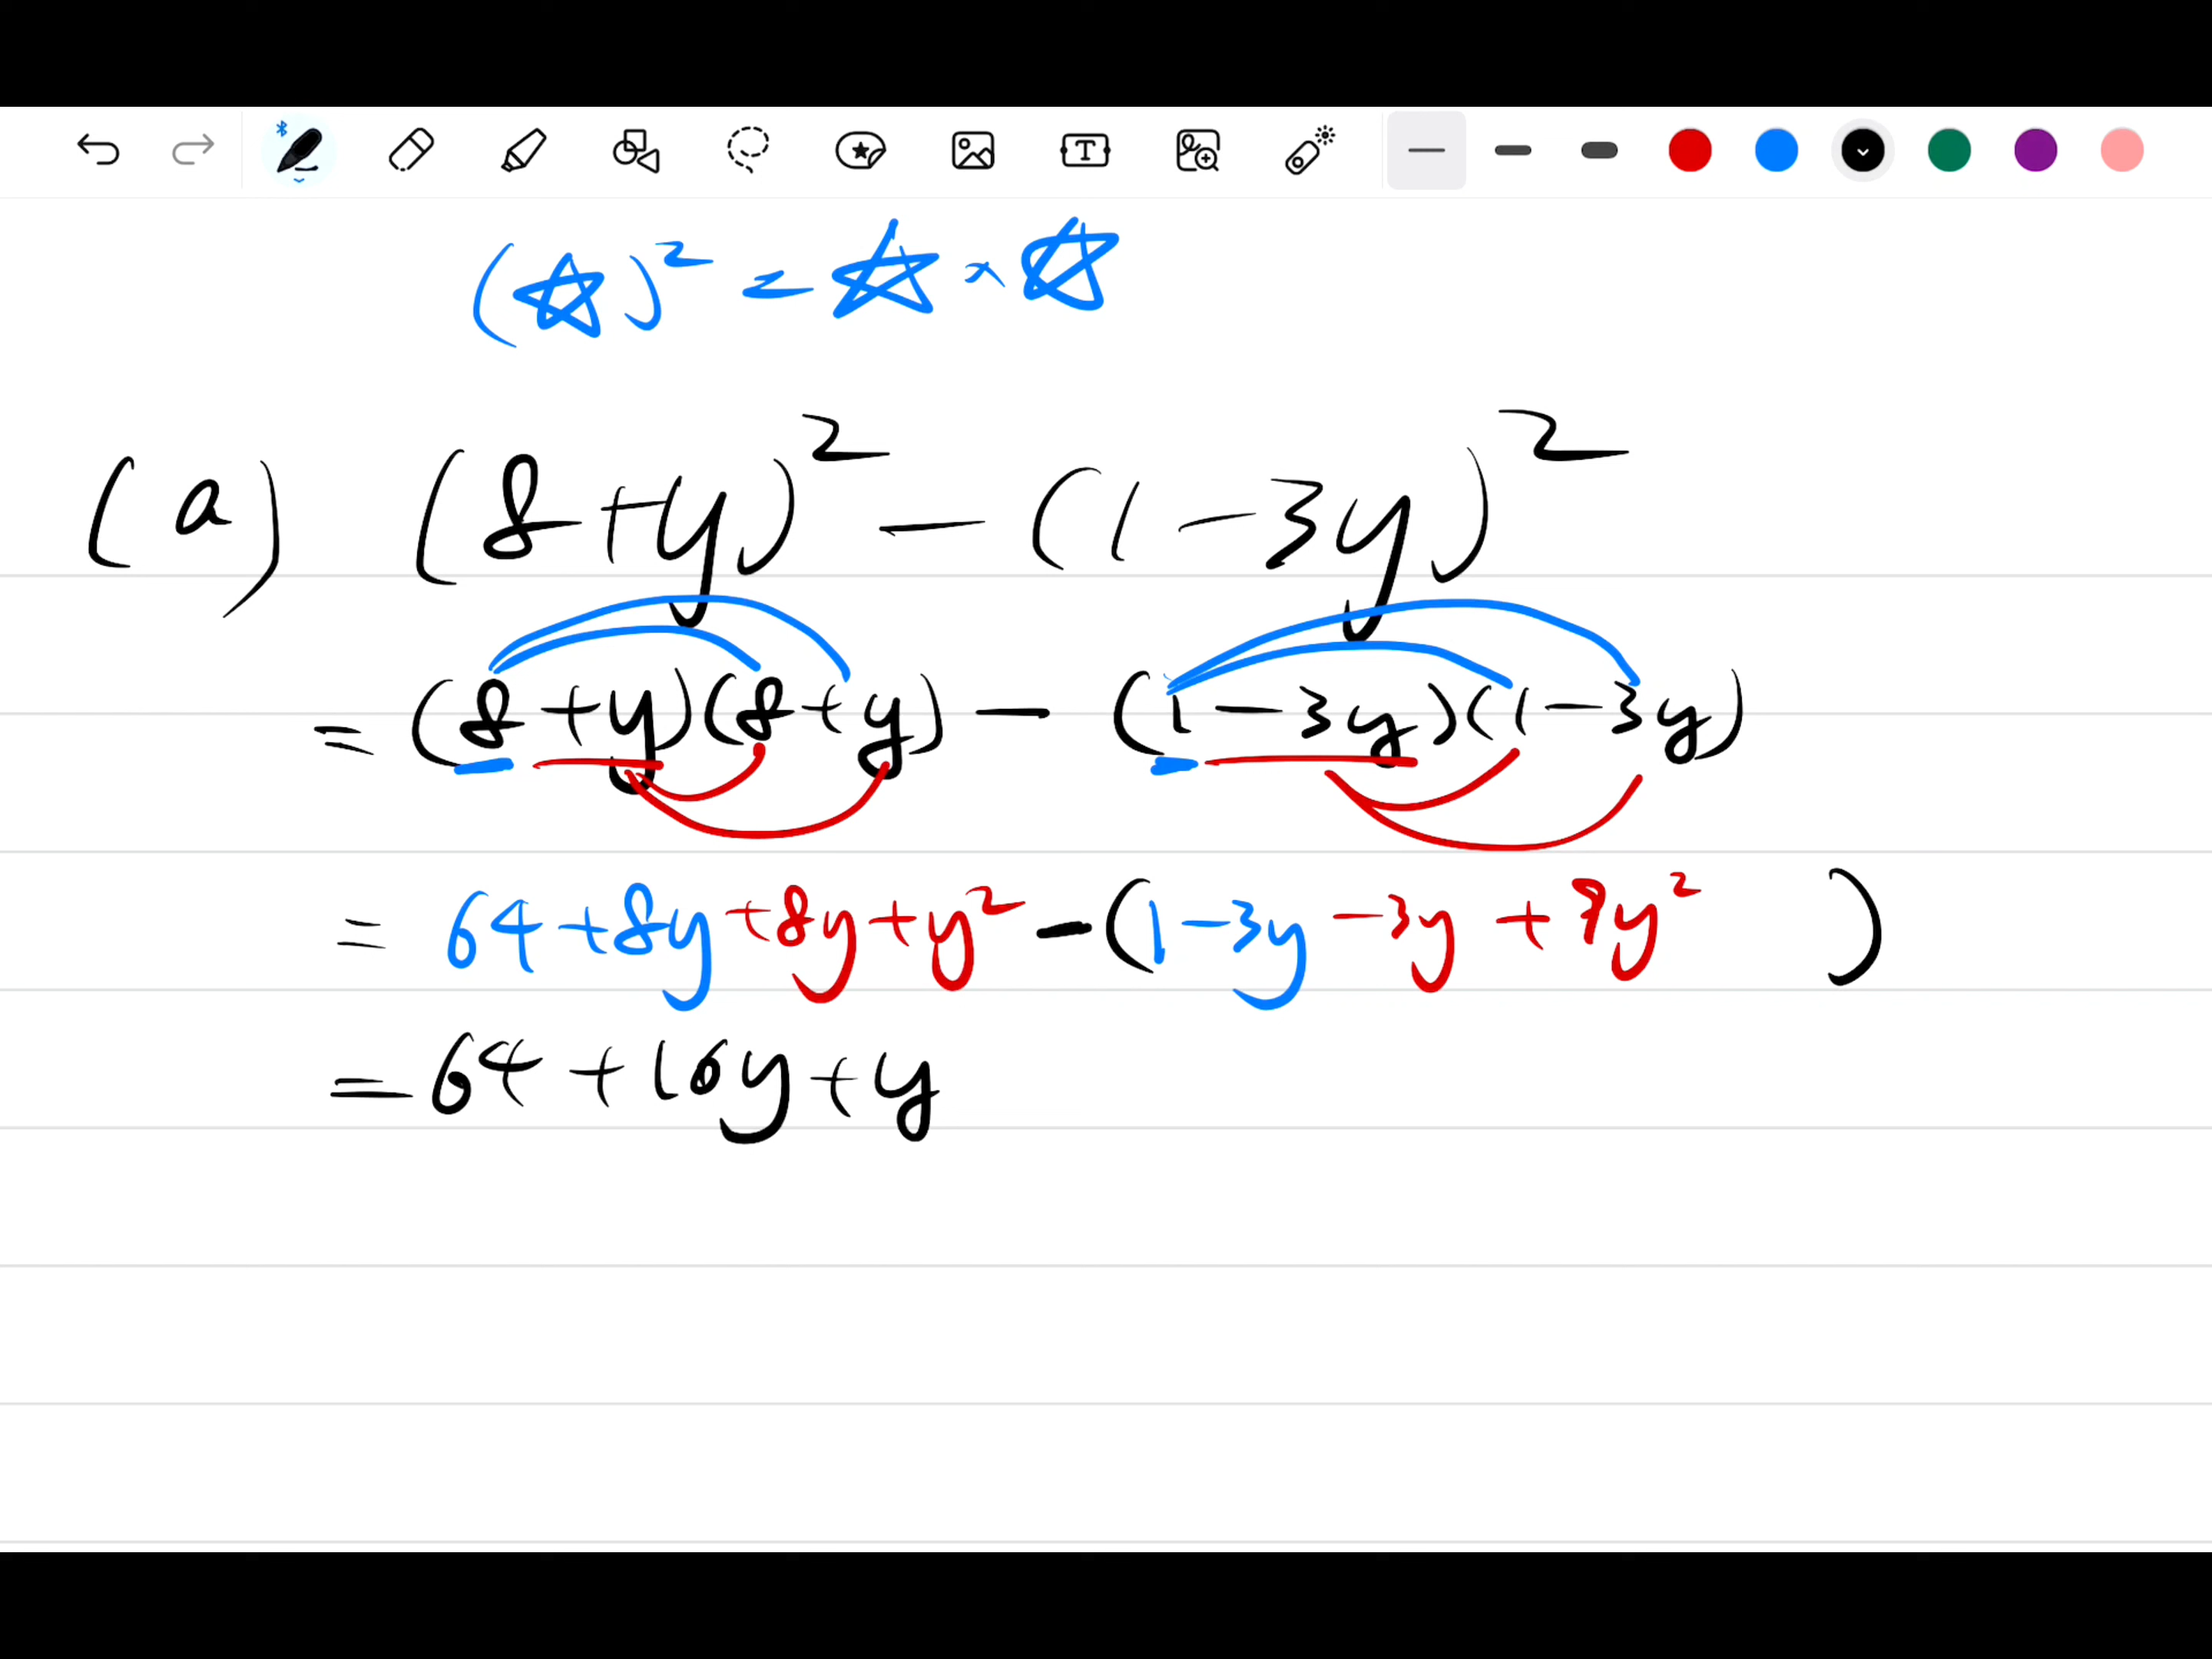 (☆)² = ☆ × ☆
(a) (8+y)² − (1−3y)²
= (8+y)(8+y) − (1−3y)(1−3y)
= 64+8y+8y+y² −(1−3y −3y +9y² )
= 64 + 16y + y